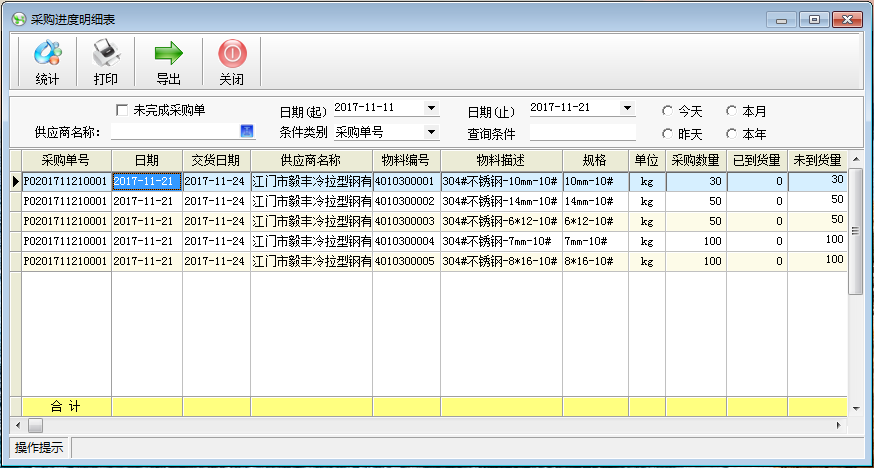 采购进度明细表
统计 打印 导出 关闭
未完成采购单 日期(起) 2017-11-11 日期(止) 2017-11-21 今天 本月
供应商名称: 条件类别 采购单号 查询条件 昨天 本年
采购单号 日期 交货日期 供应商名称 物料编号 物料描述 规格 单位 采购数量 已到货量 未到货量
P0201711210001 2017-11-21 2017-11-24 江门市毅丰冷拉型钢有 4010300001 304#不锈钢-10mm-10# 10mm-10# kg 30 0 30
P0201711210001 2017-11-21 2017-11-24 江门市毅丰冷拉型钢有 4010300002 304#不锈钢-14mm-10# 14mm-10# kg 50 0 50
P0201711210001 2017-11-21 2017-11-24 江门市毅丰冷拉型钢有 4010300003 304#不锈钢-6*12-10# 6*12-10# kg 50 0 50
P0201711210001 2017-11-21 2017-11-24 江门市毅丰冷拉型钢有 4010300004 304#不锈钢-7mm-10# 7mm-10# kg 100 0 100
P0201711210001 2017-11-21 2017-11-24 江门市毅丰冷拉型钢有 4010300005 304#不锈钢-8*16-10# 8*16-10# kg 100 0 100
合 计
操作提示